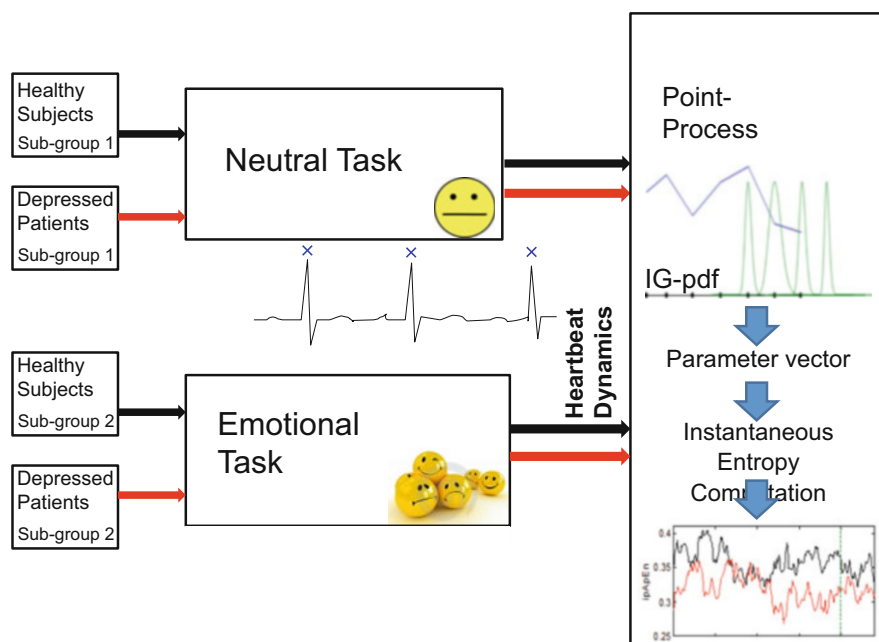 Healthy
Subjects
Sub-group 1
Depressed
Patients
Sub-group 1
Neutral Task
Healthy
Subjects
Sub-group 2
Depressed
Patients
Sub-group 2
Emotional
Task
Heartbeat
Dynamics
Point-
Process
IG-pdf
Parameter vector
Instantaneous
Entropy
Computation
ipApEn
0.4
0.35
0.3
0.25